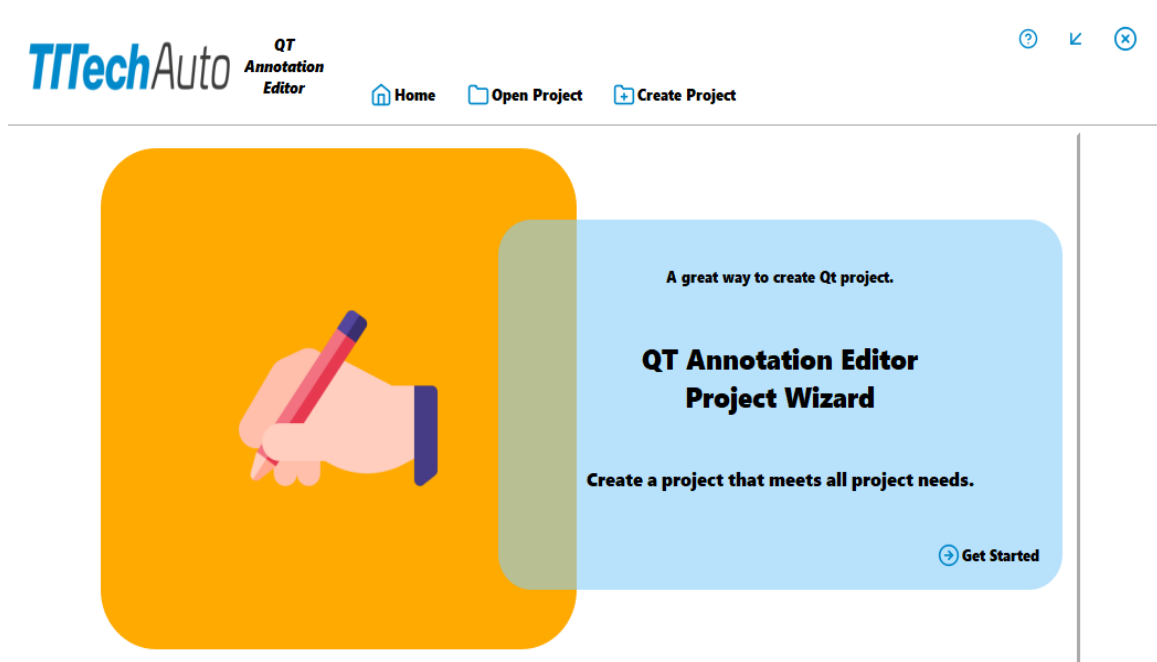 TTTechAuto
QT
Annotation
Editor
Home
Open Project
Create Project
A great way to create Qt project.
QT Annotation Editor
Project Wizard
Create a project that meets all project needs.
Get Started